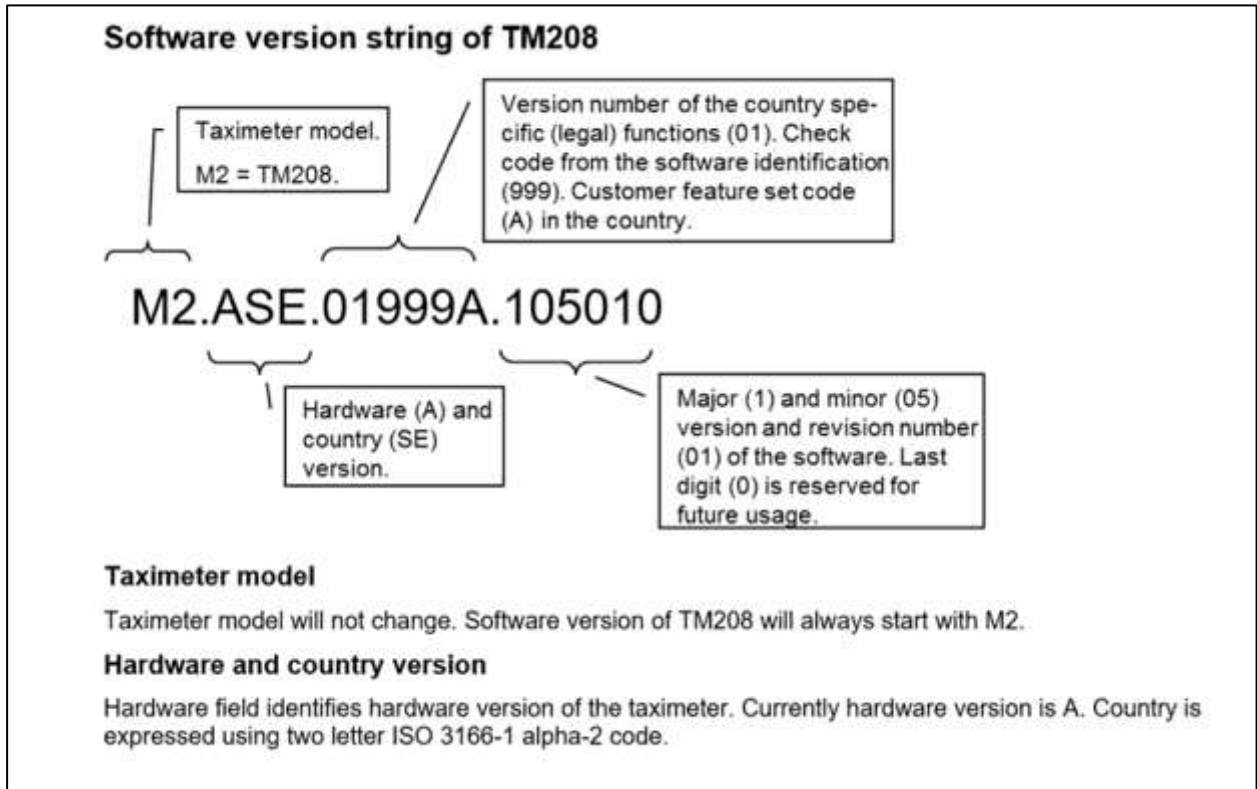 Software version string of TM208
Taximeter model.
M2 = TM208.
Version number of the country spe-
cific (legal) functions (01). Check
code from the software identification
(999). Customer feature set code
(A) in the country.
M2.ASE.01999A.105010
Hardware (A) and
country (SE)
version.
Major (1) and minor (05)
version and revision number
(01) of the software. Last
digit (0) is reserved for
future usage.
Taximeter model
Taximeter model will not change. Software version of TM208 will always start with M2.
Hardware and country version
Hardware field identifies hardware version of the taximeter. Currently hardware version is A. Country is
expressed using two letter ISO 3166-1 alpha-2 code.